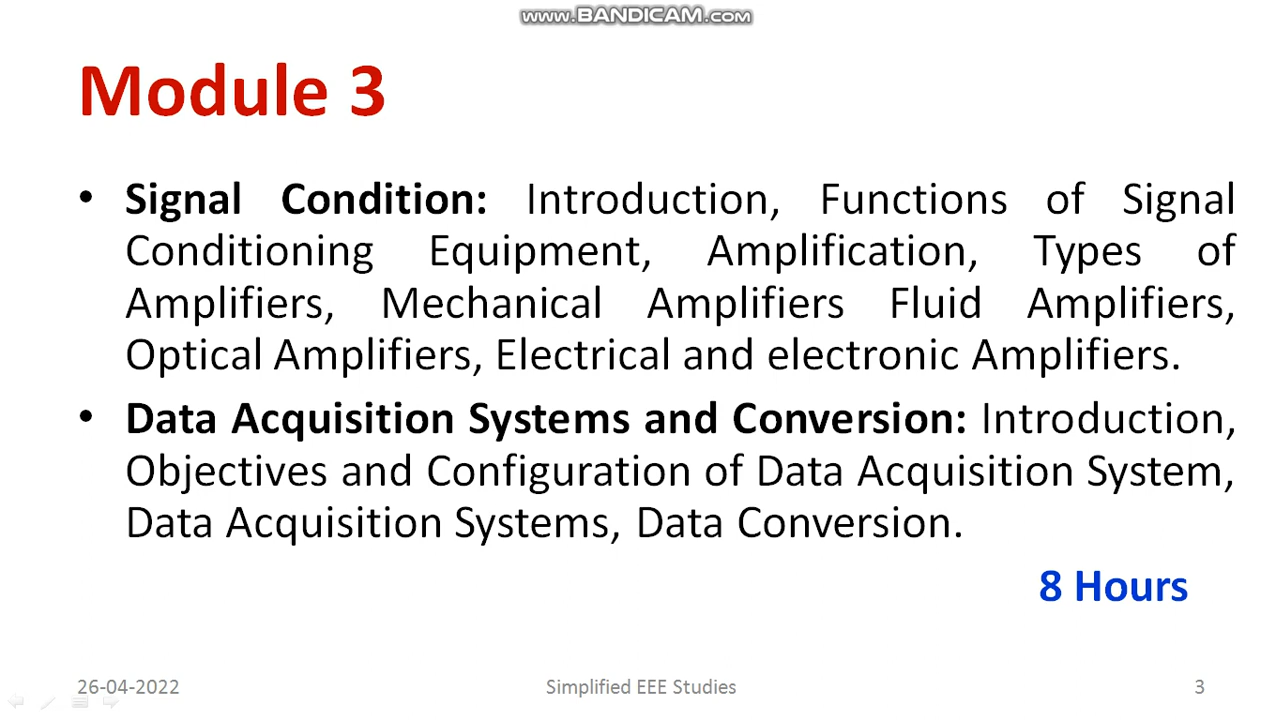 www.BANDICAM.com
Module 3
• Signal Condition: Introduction, Functions of Signal
Conditioning Equipment, Amplification, Types of
Amplifiers, Mechanical Amplifiers Fluid Amplifiers,
Optical Amplifiers, Electrical and electronic Amplifiers.
• Data Acquisition Systems and Conversion: Introduction,
Objectives and Configuration of Data Acquisition System,
Data Acquisition Systems, Data Conversion.
8 Hours
26-04-2022 Simplified EEE Studies 3